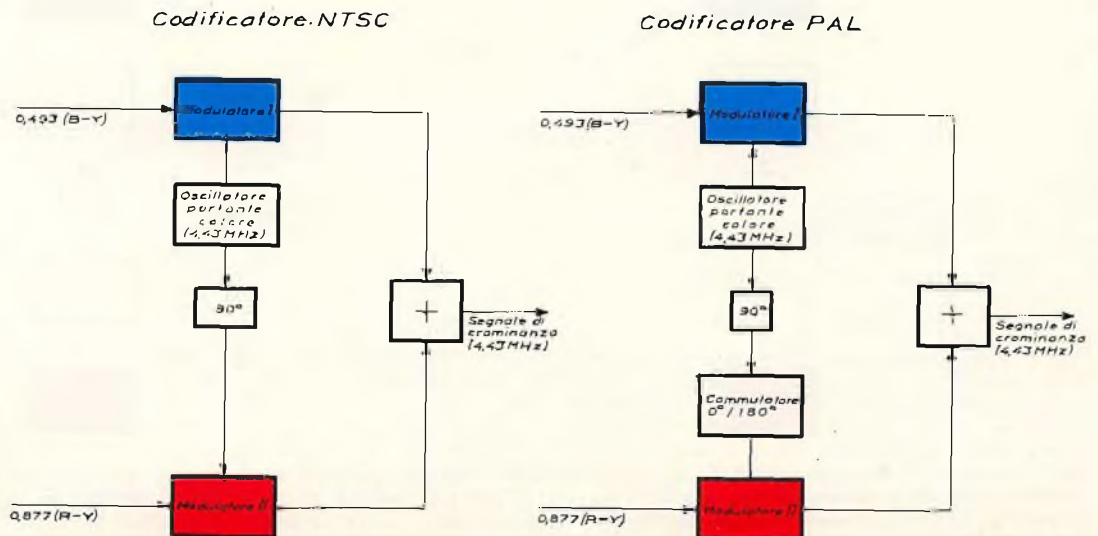 Codificatore NTSC
0,493 (B-Y)
Modulatore I
Oscillatore
portante
colore
(4,43 MHz)
90°
+
Segnale di
crominanza
(4,43 MHz)
0,877 (R-Y)
Modulatore II
Codificatore PAL
0,493 (B-Y)
Modulatore I
Oscillatore
portante
colore
(4,43 MHz)
90°
Commutatore
0°/180°
+
Segnale di
crominanza
(4,43 MHz)
0,877 (R-Y)
Modulatore II